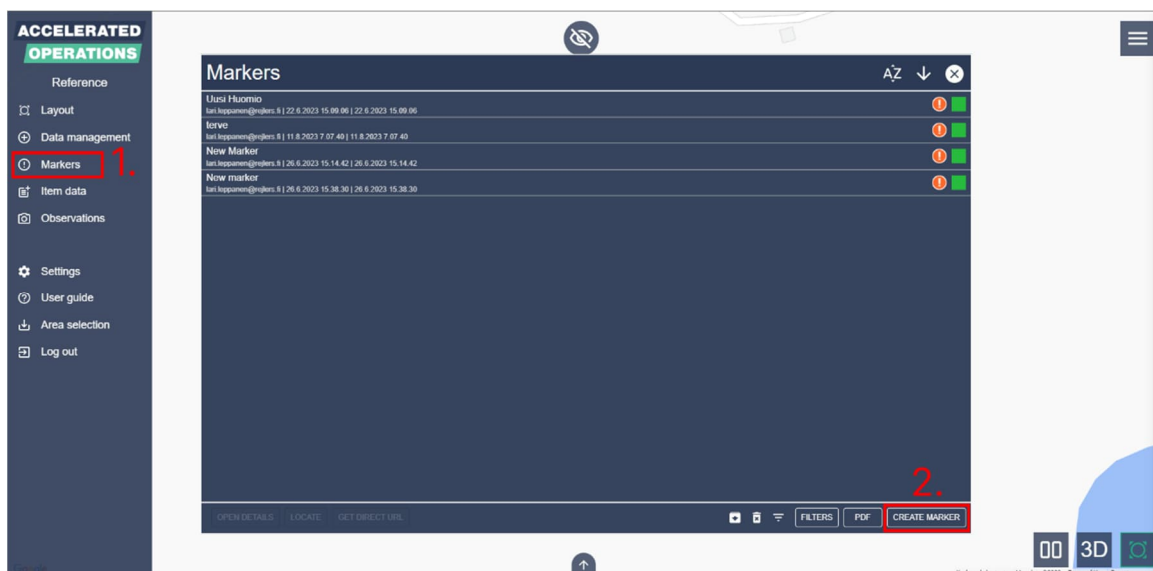 ACCELERATED
OPERATIONS
Reference
Layout
Data management
Markers
1.
Item data
Observations
Settings
User guide
Area selection
Log out
Markers
AZ
Uusi Huomio
lari.leppanen@rejlers.fi | 22.6.2023 15.09.06 | 22.6.2023 15.09.06
terve
lari.leppanen@rejlers.fi | 11.8.2023 7.07.40 | 11.8.2023 7.07.40
New Marker
lari.leppanen@rejlers.fi | 26.6.2023 15.14.42 | 26.6.2023 15.14.42
New marker
lari.leppanen@rejlers.fi | 26.6.2023 15.38.30 | 26.6.2023 15.38.30
2.
OPEN DETAILS LOCATE GET DIRECT URL FILTERS PDF CREATE MARKER
3D